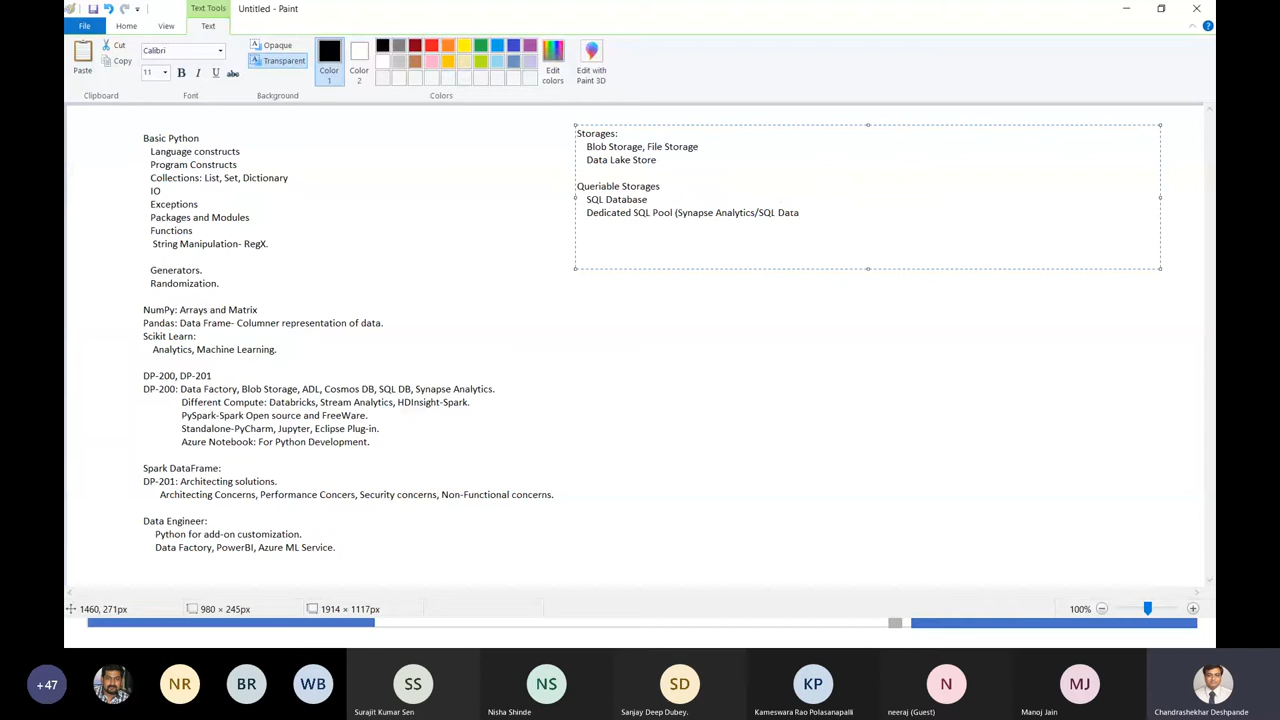 Text Tools
Untitled - Paint
File
Home
View
Text
Paste
Cut
Copy
Clipboard
Calibri
11
B I U abc
Font
Opaque
Transparent
Background
Color 1
Color 2
Edit colors
Edit with Paint 3D
Colors
Basic Python
Language constructs
Program Constructs
Collections: List, Set, Dictionary
IO
Exceptions
Packages and Modules
Functions
String Manipulation- RegX.
Generators.
Randomization.
NumPy: Arrays and Matrix
Pandas: Data Frame- Columner representation of data.
Scikit Learn:
Analytics, Machine Learning.
DP-200, DP-201
DP-200: Data Factory, Blob Storage, ADL, Cosmos DB, SQL DB, Synapse Analytics.
Different Compute: Databricks, Stream Analytics, HDInsight-Spark.
PySpark-Spark Open source and FreeWare.
Standalone-PyCharm, Jupyter, Eclipse Plug-in.
Azure Notebook: For Python Development.
Spark DataFrame:
DP-201: Architecting solutions.
Architecting Concerns, Performance Concers, Security concerns, Non-Functional concerns.
Data Engineer:
Python for add-on customization.
Data Factory, PowerBI, Azure ML Service.
Storages:
Blob Storage, File Storage
Data Lake Store
Queriable Storages
SQL Database
Dedicated SQL Pool (Synapse Analytics/SQL Data
1460, 271px
980 × 245px
1914 × 1117px
100%
+47
NR
BR
WB
SS
Surajit Kumar Sen
NS
Nisha Shinde
SD
Sanjay Deep Dubey.
KP
Kameswara Rao Polasanapalli
N
neeraj (Guest)
MJ
Manoj Jain
Chandrashekhar Deshpande